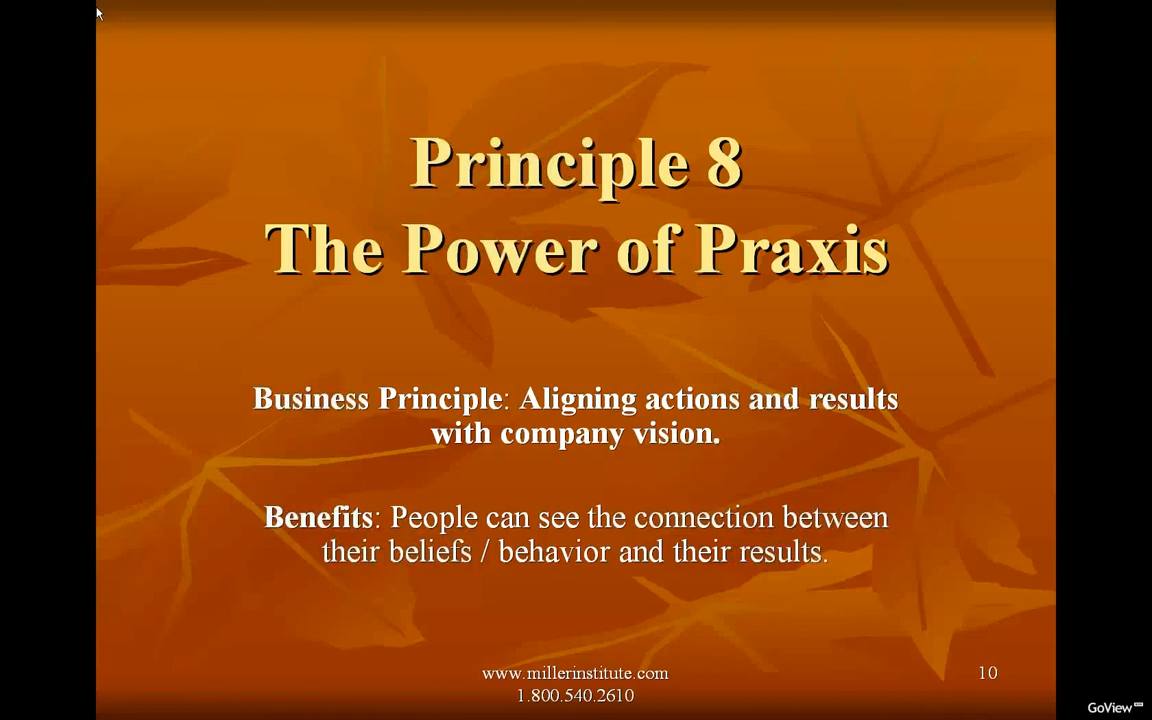 Principle 8
The Power of Praxis
Business Principle: Aligning actions and results
with company vision.
Benefits: People can see the connection between
their beliefs / behavior and their results.
www.millerinstitute.com
1.800.540.2610
10
GoView